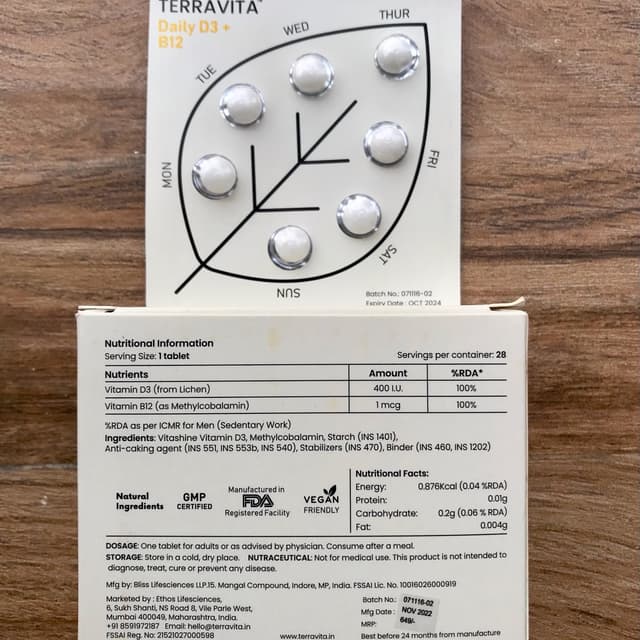 TERRAVITA
Daily D3 +
B12
MON
TUE
WED
THUR
FRI
SAT
SUN
Batch No.: 071116-02
Expiry Date : OCT 2024
Nutritional Information
Serving Size: 1 tablet Servings per container: 28
Nutrients Amount %RDA*
Vitamin D3 (from Lichen) 400 I.U. 100%
Vitamin B12 (as Methylcobalamin) 1 mcg 100%
%RDA as per ICMR for Men (Sedentary Work)
Ingredients: Vitashine Vitamin D3, Methylcobalamin, Starch (INS 1401),
Anti-caking agent (INS 551, INS 553b, INS 540), Stabilizers (INS 470), Binder (INS 460, INS 1202)
Natural
Ingredients
GMP
CERTIFIED
Manufactured in
FDA
Registered Facility
VEGAN
FRIENDLY
Nutritional Facts:
Energy: 0.876Kcal (0.04 %RDA)
Protein: 0.01g
Carbohydrate: 0.2g (0.06 % RDA)
Fat: 0.004g
DOSAGE: One tablet for adults or as advised by physician. Consume after a meal.
STORAGE: Store in a cold, dry place. NUTRACEUTICAL: Not for medical use. This product is not intended to
diagnose, treat, cure or prevent any disease.
Mfg by: Bliss Lifesciences LLP.15. Mangal Compound, Indore, MP, India. FSSAI Lic. No. 10016026000919
Marketed by : Ethos Lifesciences,
6, Sukh Shanti, NS Road 8, Vile Parle West,
Mumbai 400049, Maharashtra, India.
+91 8591972187 Email: hello@terravita.in
FSSAI Reg. No: 21521027000598 www.terravita.in
Batch No.: 071116-02
Mfg Date : NOV 2022
MRP: 649/-
Best before 24 months from manufacture